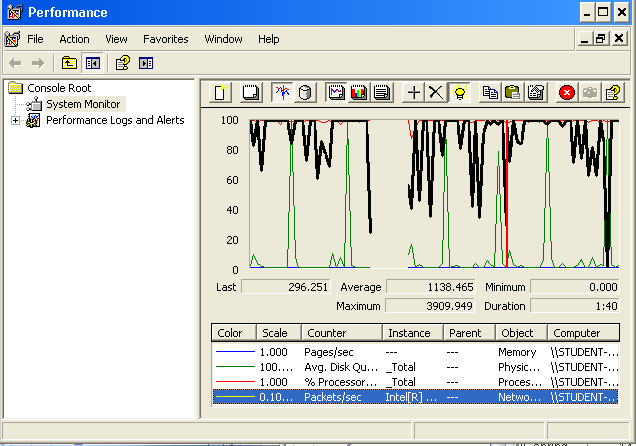 Performance
File Action View Favorites Window Help
Console Root
System Monitor
Performance Logs and Alerts
100
80
60
40
20
0
Last 296.251 Average 1138.465 Minimum 0.000
Maximum 3909.949 Duration 1:40
Color Scale Counter Instance Parent Object Computer
1.000 Pages/sec --- --- Memory \\STUDENT-...
100.... Avg. Disk Qu... _Total --- Physic... \\STUDENT-...
1.000 % Processor... _Total --- Proces... \\STUDENT-...
0.10... Packets/sec Intel[R] ... --- Netwo... \\STUDENT-...